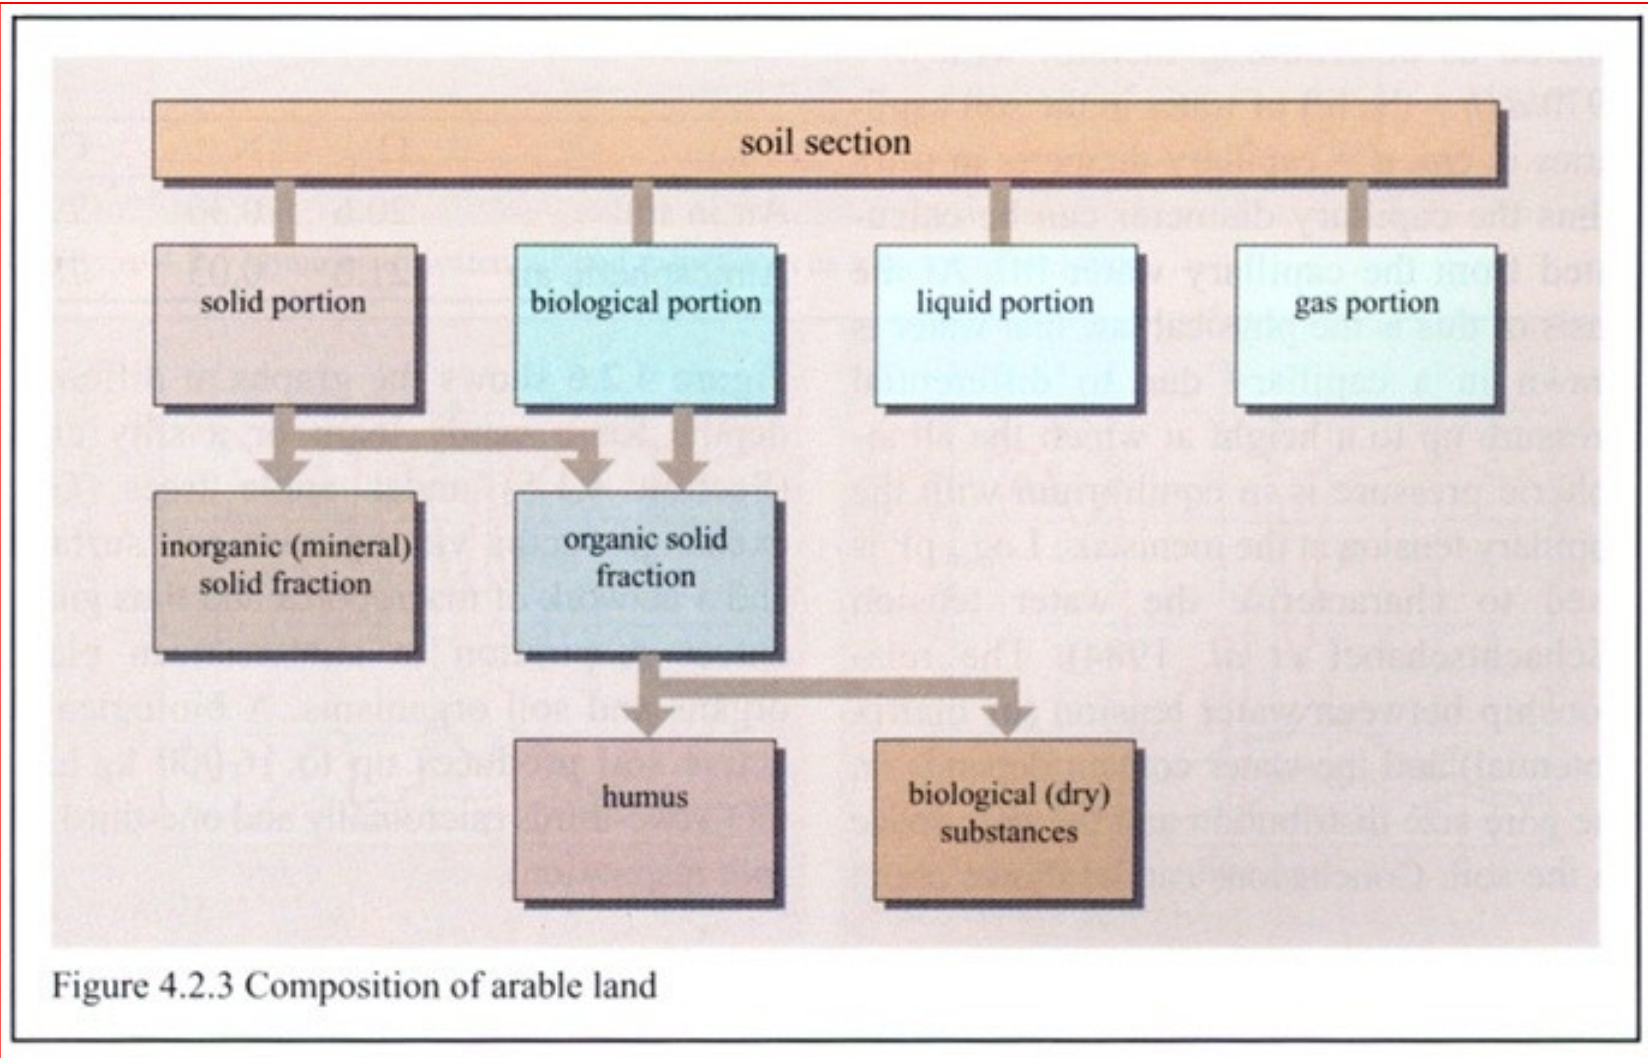 soil section
solid portion
biological portion
liquid portion
gas portion
inorganic (mineral)
solid fraction
organic solid
fraction
humus
biological (dry)
substances
Figure 4.2.3 Composition of arable land